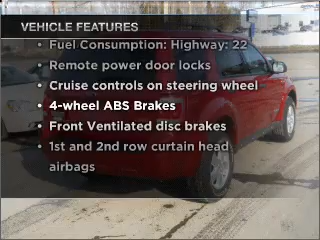 VEHICLE FEATURES
• Fuel Consumption: Highway: 22
• Remote power door locks
• Cruise controls on steering wheel
• 4-wheel ABS Brakes
• Front Ventilated disc brakes
• 1st and 2nd row curtain head
airbags